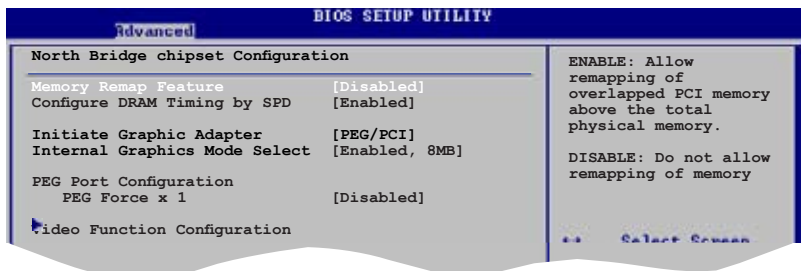 BIOS SETUP UTILITY
Advanced
North Bridge chipset Configuration
Memory Remap Feature [Disabled]
Configure DRAM Timing by SPD [Enabled]
Initiate Graphic Adapter [PEG/PCI]
Internal Graphics Mode Select [Enabled, 8MB]
PEG Port Configuration
PEG Force x 1 [Disabled]
Video Function Configuration
ENABLE: Allow
remapping of
overlapped PCI memory
above the total
physical memory.
DISABLE: Do not allow
remapping of memory
Select Screen